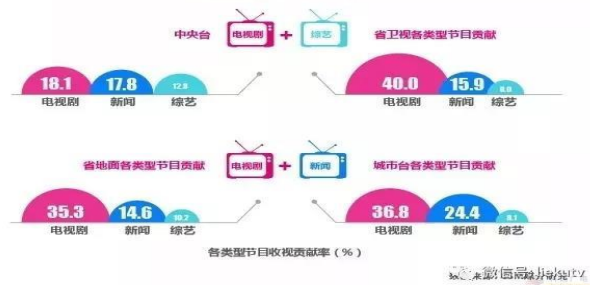 中央台 电视剧 + 综艺 省卫视各类型节目贡献
18.1 17.8 12.8 40.0 15.9 8.0
电视剧 新闻 综艺 电视剧 新闻 综艺
省地面各类型节目贡献 电视剧 + 新闻 城市台各类型节目贡献
35.3 14.6 10.2 36.8 24.4 8.1
电视剧 新闻 综艺 电视剧 新闻 综艺
各类型节目收视贡献率（%）
微信号: